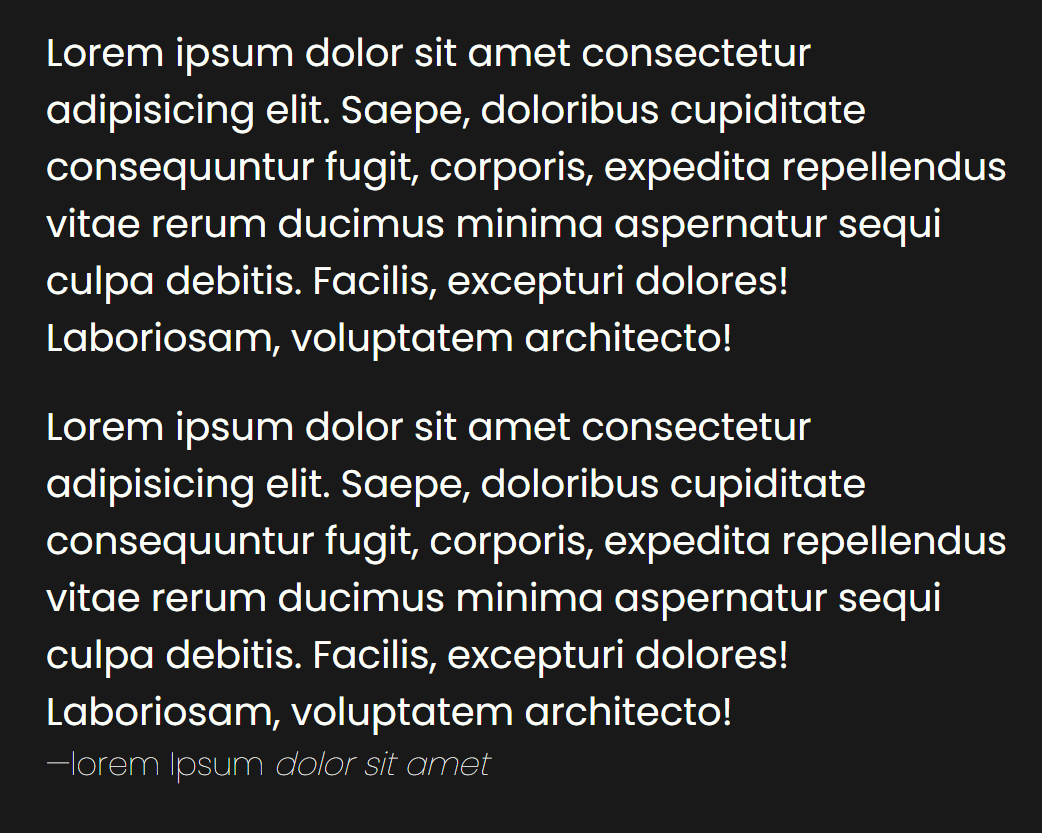 Lorem ipsum dolor sit amet consectetur
adipisicing elit. Saepe, doloribus cupiditate
consequuntur fugit, corporis, expedita repellendus
vitae rerum ducimus minima aspernatur sequi
culpa debitis. Facilis, excepturi dolores!
Laboriosam, voluptatem architecto!
Lorem ipsum dolor sit amet consectetur
adipisicing elit. Saepe, doloribus cupiditate
consequuntur fugit, corporis, expedita repellendus
vitae rerum ducimus minima aspernatur sequi
culpa debitis. Facilis, excepturi dolores!
Laboriosam, voluptatem architecto!
—lorem Ipsum dolor sit amet